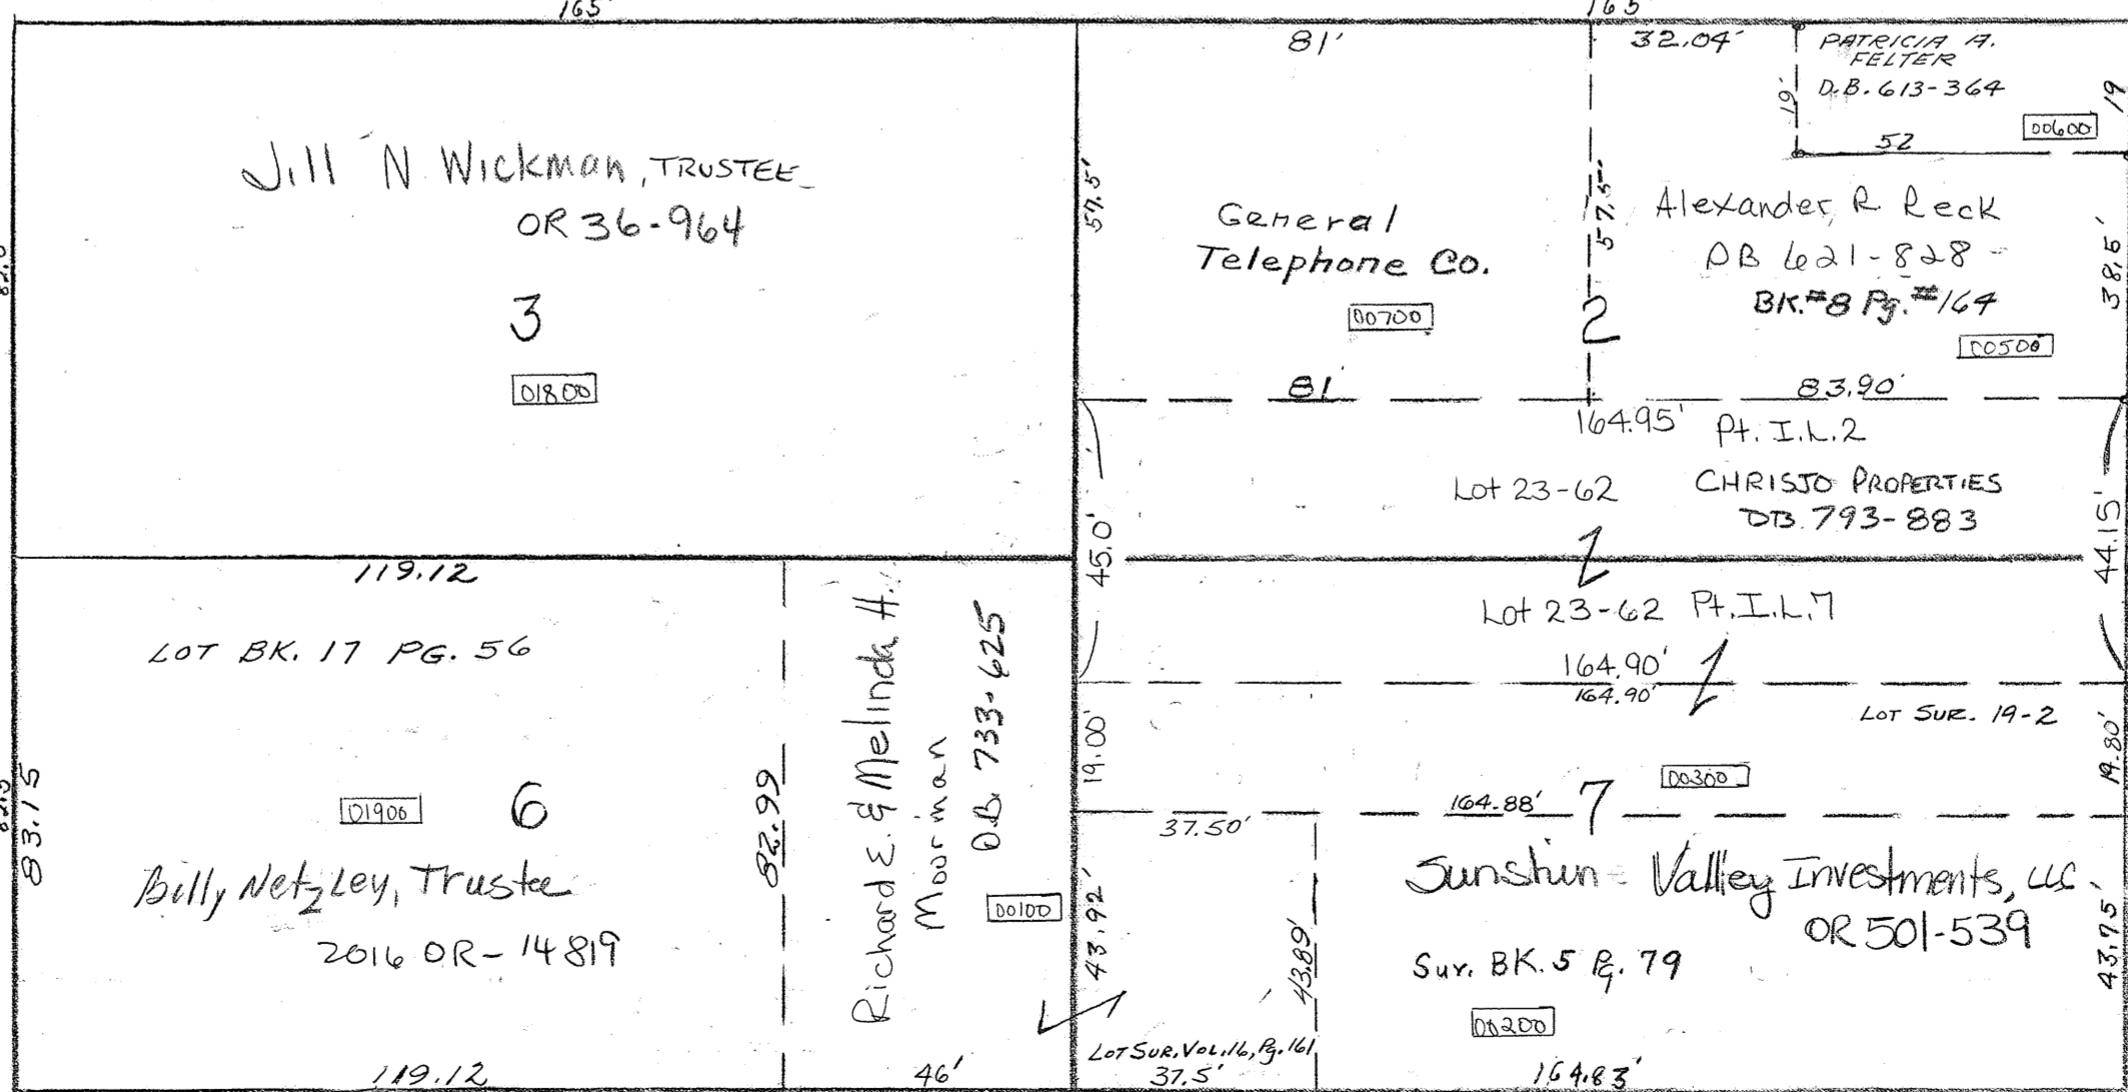 165'
165
81'
32.04'
PATRICIA A.
FELTER
D.B. 613-364
19'
19
00600
52
Jill N Wickman, TRUSTEE
OR 36-964
3
01800
57.5'
General
Telephone Co.
00700
57.5'
2
Alexander R Reck
DB 621-828
BK.#8 Pg.#164
00500
38.5'
81'
83.90'
164.95'
Pt. I.L.2
Lot 23-62
CHRISTO PROPERTIES
DB. 793-883
45.0'
44.15'
Lot 23-62 Pt. I.L.7
164.90'
164.90'
LOT SUR. 19-2
119.12
LOT BK. 17 PG. 56
83.15
01900
6
Billy Netzley, Trustee
2016 OR-14819
82.99
119.12
Richard E. & Melinda H.
Moorman
D.B. 733-625
00100
46'
19.00'
19.80'
00300
164.88'
7
37.50'
43.92'
43.89'
LOT SUR. VOL.16, Pg.161
37.5'
Sunshin Valley Investments, LLC
OR 501-539
Sur. BK. 5 Pg. 79
00200
43.75'
164.83'